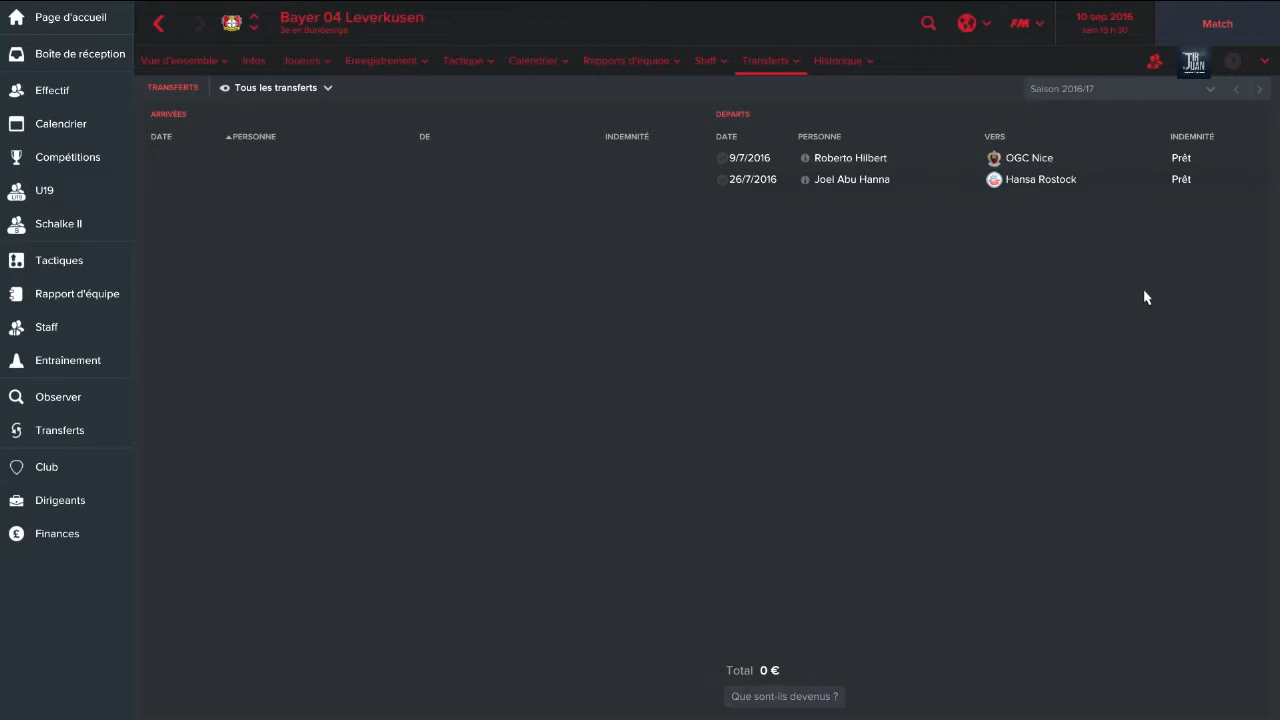 Page d'accueil
Boîte de réception
Effectif
Calendrier
Compétitions
U19
Schalke II
Tactiques
Rapport d'équipe
Staff
Entraînement
Observer
Transferts
Club
Dirigeants
Finances
Bayer 04 Leverkusen
3e en Bundesliga
FM
10 sep 2016
sam. 15 h 30
Match
Vue d'ensemble Infos Joueurs Enregistrement Tactique Calendrier Rapports d'équipe Staff Transferts Historique
TRANSFERTS Tous les transferts Saison 2016/17
ARRIVÉES
DATE PERSONNE DE INDEMNITÉ
DÉPARTS
DATE PERSONNE VERS INDEMNITÉ
9/7/2016 Roberto Hilbert OGC Nice Prêt
26/7/2016 Joel Abu Hanna Hansa Rostock Prêt
Total 0 €
Que sont-ils devenus ?